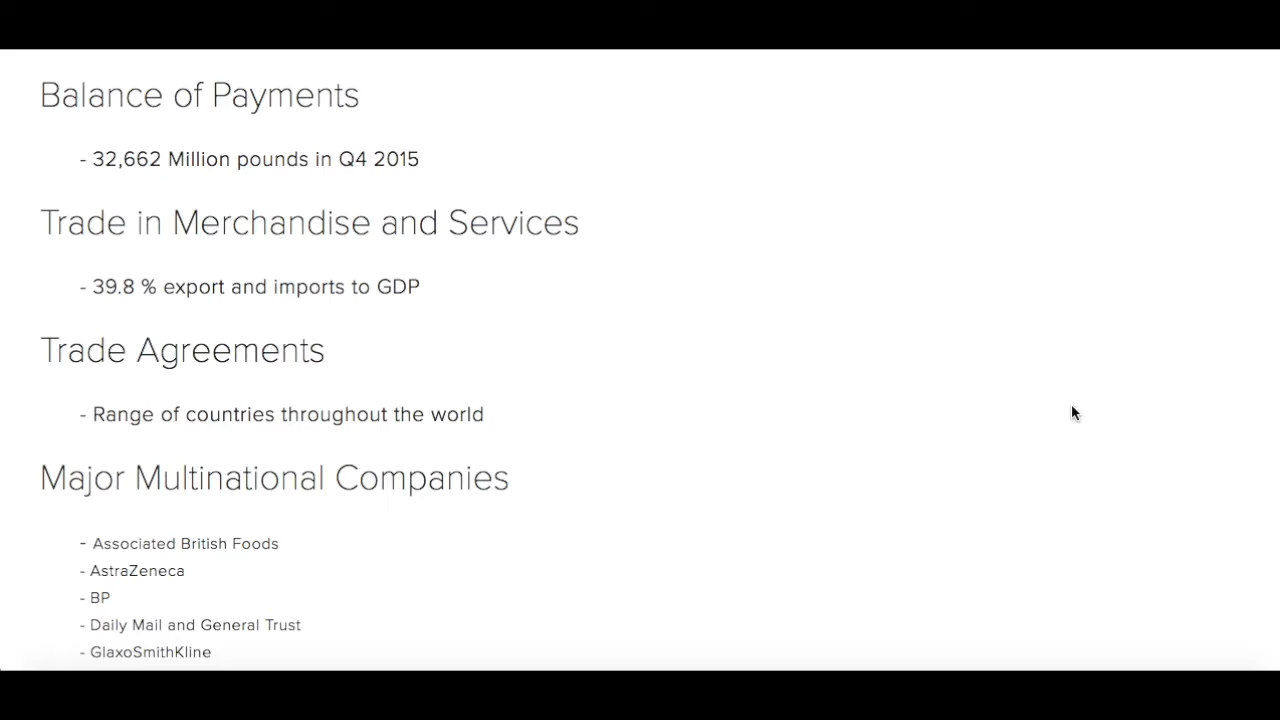 Balance of Payments
- 32,662 Million pounds in Q4 2015
Trade in Merchandise and Services
- 39.8 % export and imports to GDP
Trade Agreements
- Range of countries throughout the world
Major Multinational Companies
- Associated British Foods
- AstraZeneca
- BP
- Daily Mail and General Trust
- GlaxoSmithKline